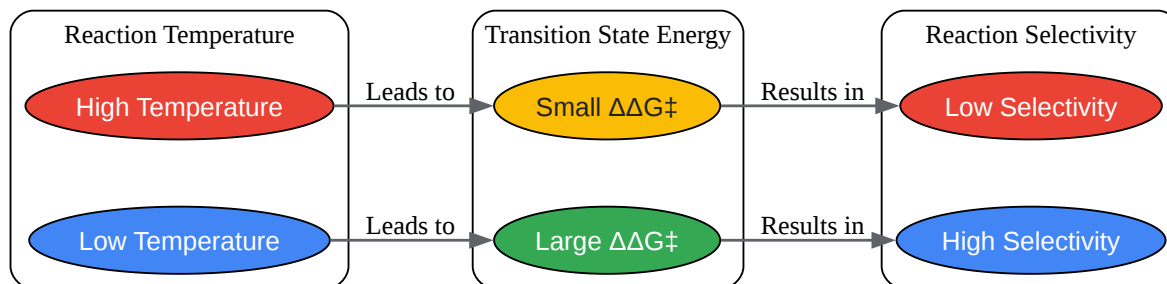 Reaction Temperature
Transition State Energy
Reaction Selectivity
High Temperature
Leads to
Small ΔΔG‡
Results in
Low Selectivity
Low Temperature
Leads to
Large ΔΔG‡
Results in
High Selectivity